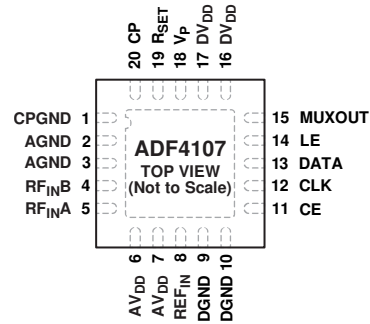 20 CP
19 RSET
18 VP
17 DVDD
16 DVDD
CPGND 1
AGND 2
AGND 3
RFINB 4
RFINA 5
ADF4107
TOP VIEW
(Not to Scale)
15 MUXOUT
14 LE
13 DATA
12 CLK
11 CE
AVDD 6
AVDD 7
REFIN 8
DGND 9
DGND 10